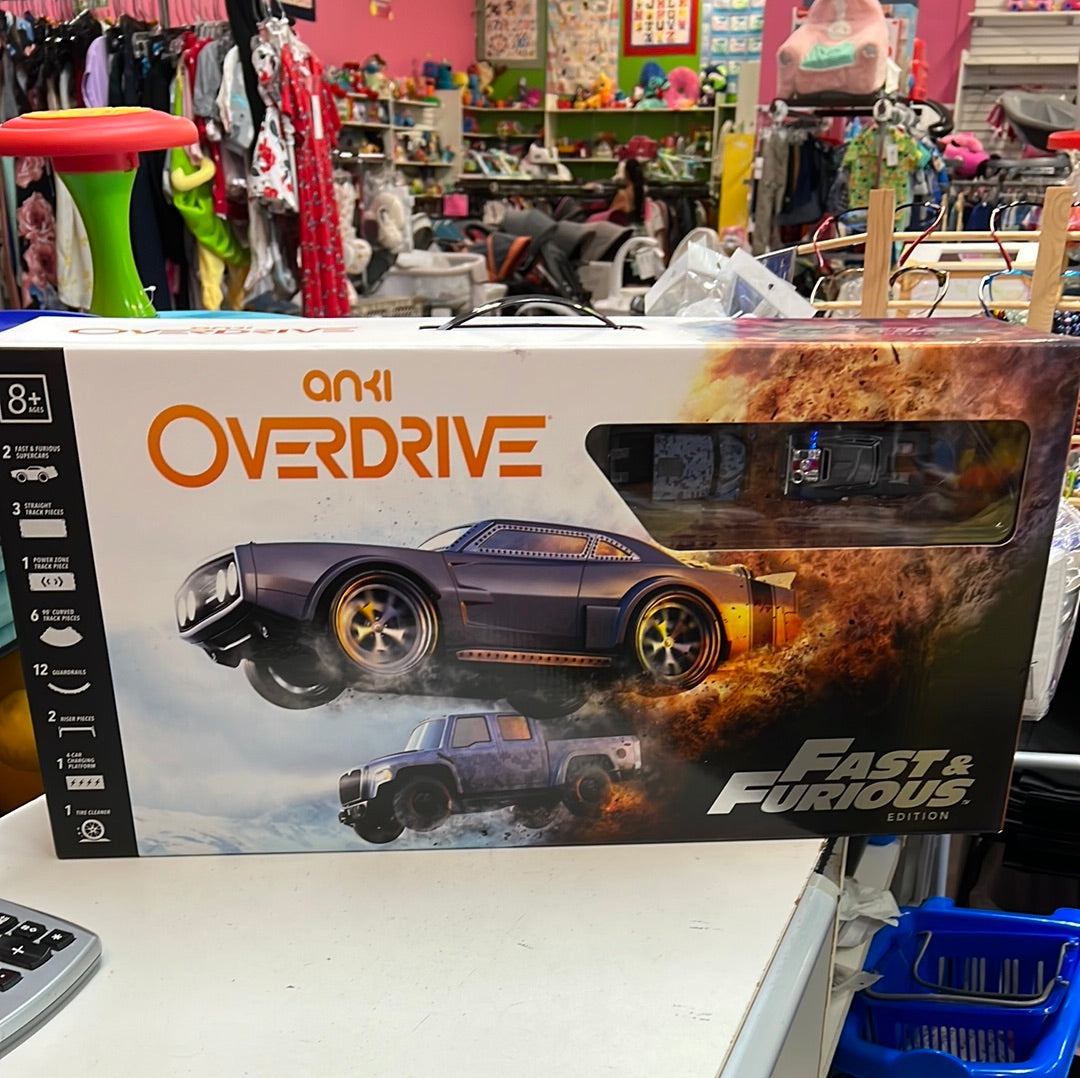 OVERDRIVE
anki
OVERDRIVE
8+
AGES
2 FAST & FURIOUS
SUPERCARS
3 STRAIGHT
TRACK PIECES
1 POWER ZONE
TRACK PIECE
6 90° CURVED
TRACK PIECES
12 GUARDRAILS
2 RISER PIECES
1 4-CAR
CHARGING
PLATFORM
1 TIRE CLEANER
FAST &
FURIOUS
EDITION